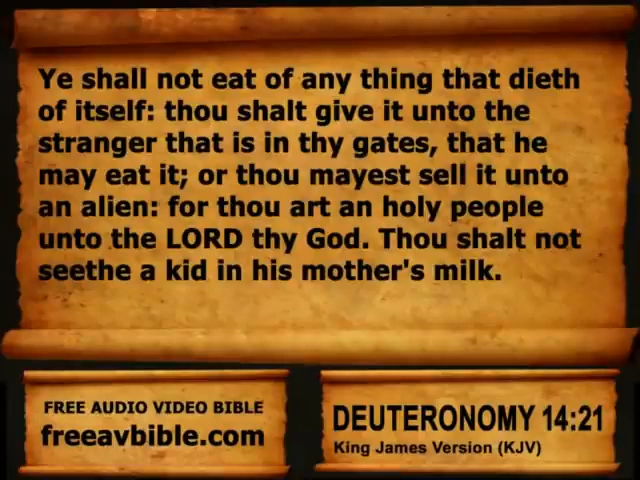 Ye shall not eat of any thing that dieth
of itself: thou shalt give it unto the
stranger that is in thy gates, that he
may eat it; or thou mayest sell it unto
an alien: for thou art an holy people
unto the LORD thy God. Thou shalt not
seethe a kid in his mother's milk.
FREE AUDIO VIDEO BIBLE
freeavbible.com
DEUTERONOMY 14:21
King James Version (KJV)